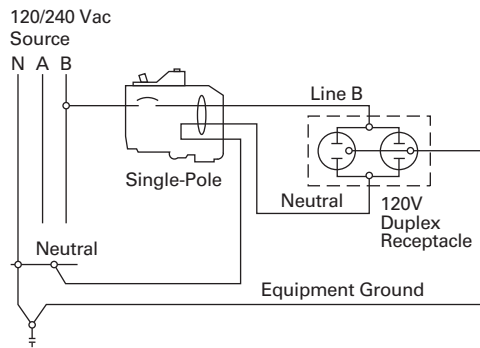 120/240 Vac
Source
N A B
Line B
Single-Pole
Neutral
120V
Duplex
Receptacle
Neutral
Equipment Ground